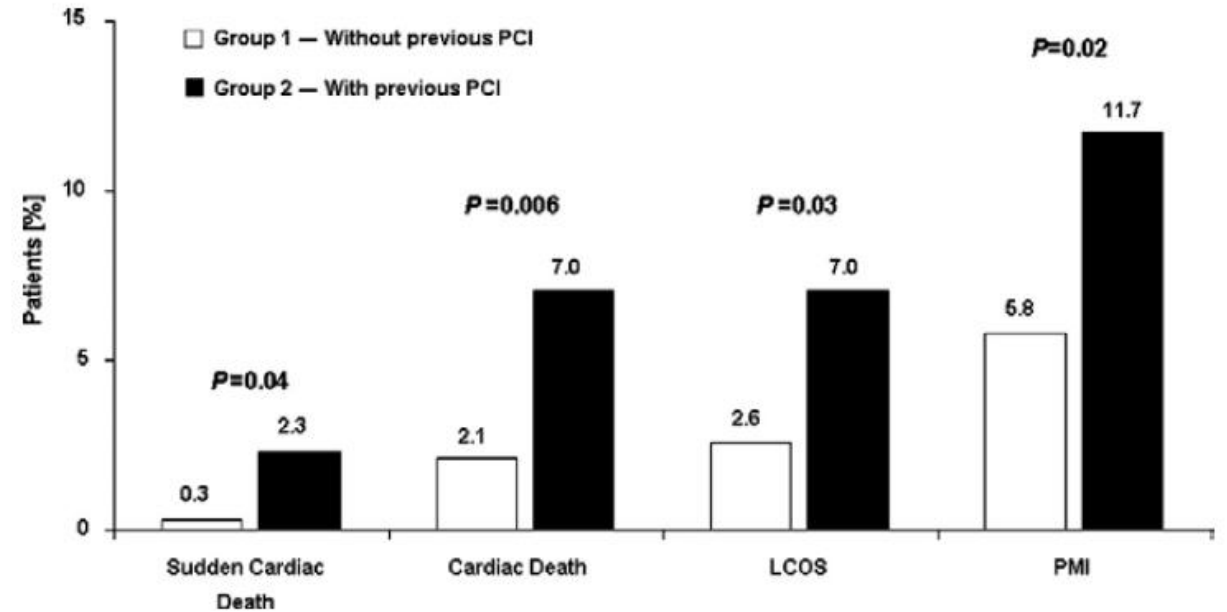 15
Group 1 — Without previous PCI
Group 2 — With previous PCI
P=0.02
11.7
10
P=0.006
P=0.03
7.0
7.0
Patients [%]
5.8
5
P=0.04
2.3
2.1
2.6
0.3
0
Sudden Cardiac
Death
Cardiac Death
LCOS
PMI